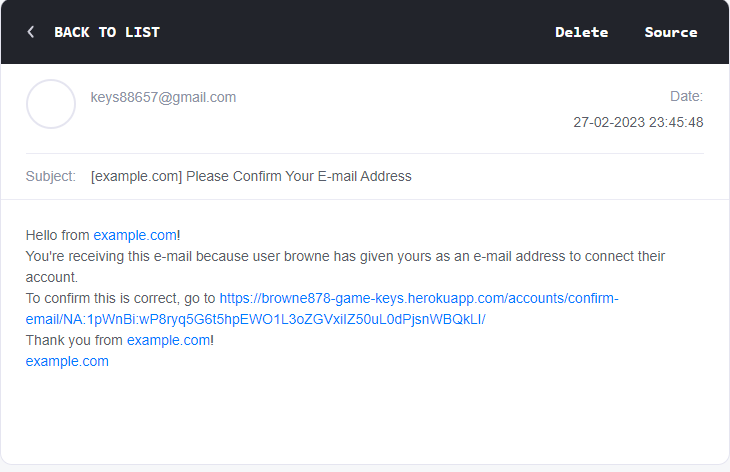 BACK TO LIST
Delete
Source
keys88657@gmail.com
Date:
27-02-2023 23:45:48
Subject: [example.com] Please Confirm Your E-mail Address
Hello from example.com!
You're receiving this e-mail because user browne has given yours as an e-mail address to connect their
account.
To confirm this is correct, go to https://browne878-game-keys.herokuapp.com/accounts/confirm-
email/NA:1pWnBi:wP8ryq5G6t5hpEWO1L3oZGVxiIZ50uL0dPjsnWBQkLI/
Thank you from example.com!
example.com